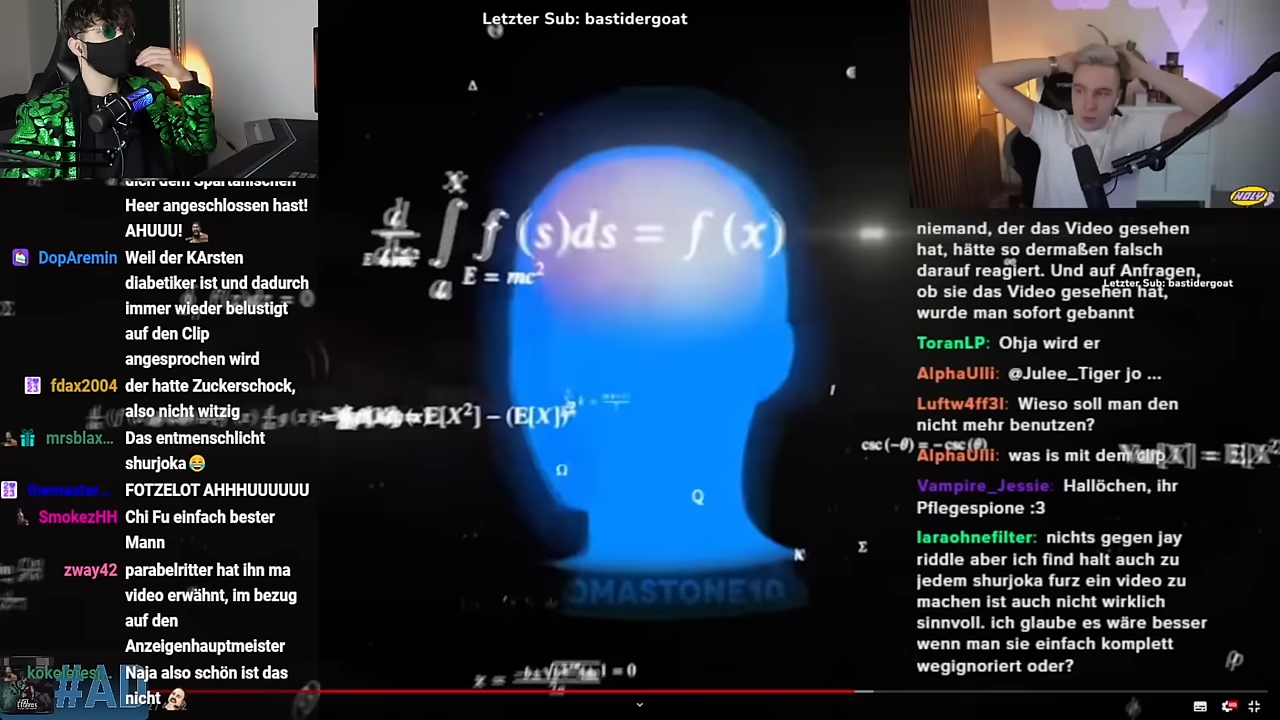 Letzter Sub: bastidergoat
dich dem Spartanischen
Heer angeschlossen hast!
AHUUU!
DopAremin Weil der KArsten
diabetiker ist und dadurch
immer wieder belustigt
auf den Clip
angesprochen wird
fdax2004 der hatte Zuckerschock,
also nicht witzig
mrsblax... Das entmenschlicht
shurjoka
themaster... FOTZELOT AHHHUUUUUU
SmokezHH Chi Fu einfach bester
Mann
zway42 parabelritter hat ihn ma
video erwähnt, im bezug
auf den
Anzeigenhauptmeister
Naja also schön ist das
nicht
#AD
d/dx ∫ f(s)ds = f(x)
E = mc²
E[X²] − (E[X])²
Ω
Q
Δ
Σ
csc(−θ) = −csc(θ)
OMASTONE10
HOLY
niemand, der das Video gesehen
hat, hätte so dermaßen falsch
darauf reagiert. Und auf Anfragen,
Letzter Sub: bastidergoat
ob sie das Video gesehen hat,
wurde man sofort gebannt
ToranLP: Ohja wird er
AlphaUlli: @Julee_Tiger jo ...
Luftw4ff3l: Wieso soll man den
nicht mehr benutzen?
AlphaUlli: was is mit dem clip
Vampire_Jessie: Hallöchen, ihr
Pflegespione :3
laraohnefilter: nichts gegen jay
riddle aber ich find halt auch zu
jedem shurjoka furz ein video zu
machen ist auch nicht wirklich
sinnvoll. ich glaube es wäre besser
wenn man sie einfach komplett
wegignoriert oder?